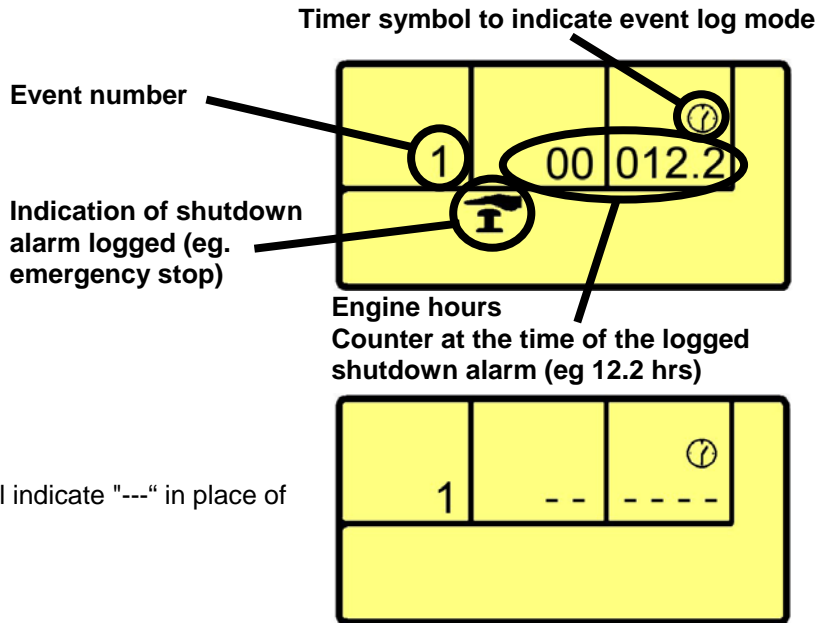 Timer symbol to indicate event log mode
Event number
1 00 012.2
Indication of shutdown
alarm logged (eg.
emergency stop)
Engine hours
Counter at the time of the logged
shutdown alarm (eg 12.2 hrs)
l indicate "---“ in place of
1 -- ----